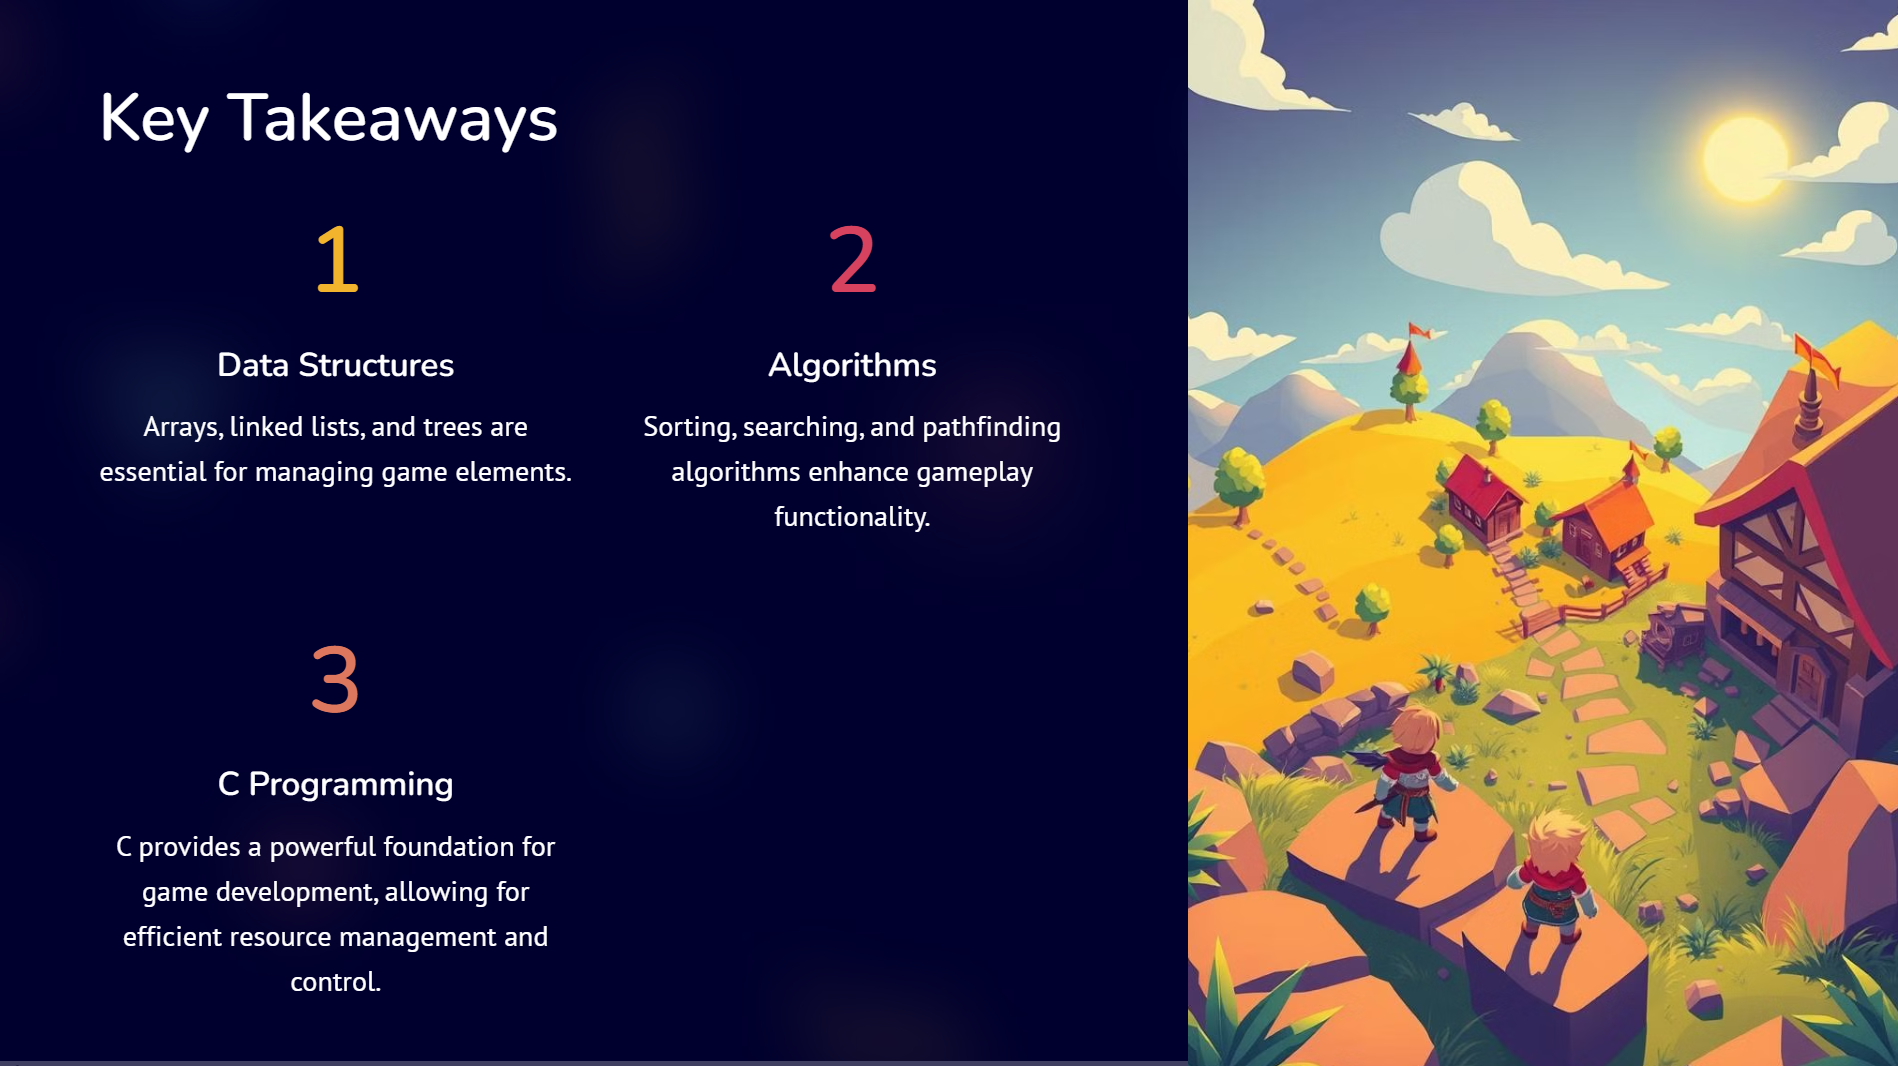 Key Takeaways
1
Data Structures
Arrays, linked lists, and trees are
essential for managing game elements.
2
Algorithms
Sorting, searching, and pathfinding
algorithms enhance gameplay
functionality.
3
C Programming
C provides a powerful foundation for
game development, allowing for
efficient resource management and
control.